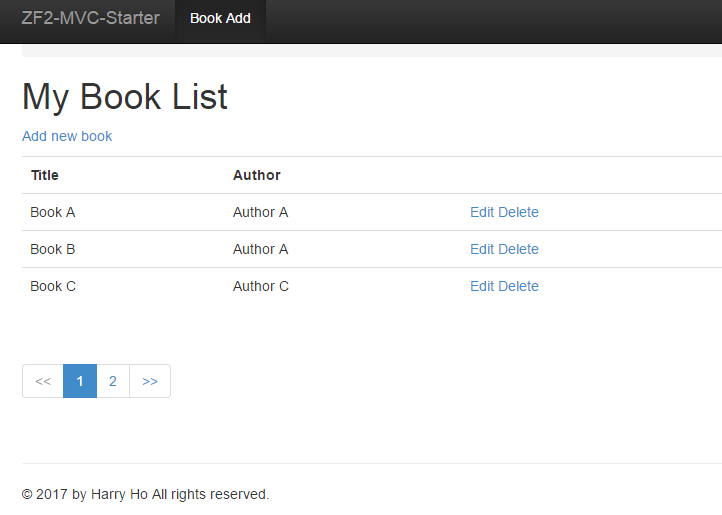 ZF2-MVC-Starter Book Add
My Book List
Add new book
Title Author
Book A Author A Edit Delete
Book B Author A Edit Delete
Book C Author C Edit Delete
<< 1 2 >>
© 2017 by Harry Ho All rights reserved.